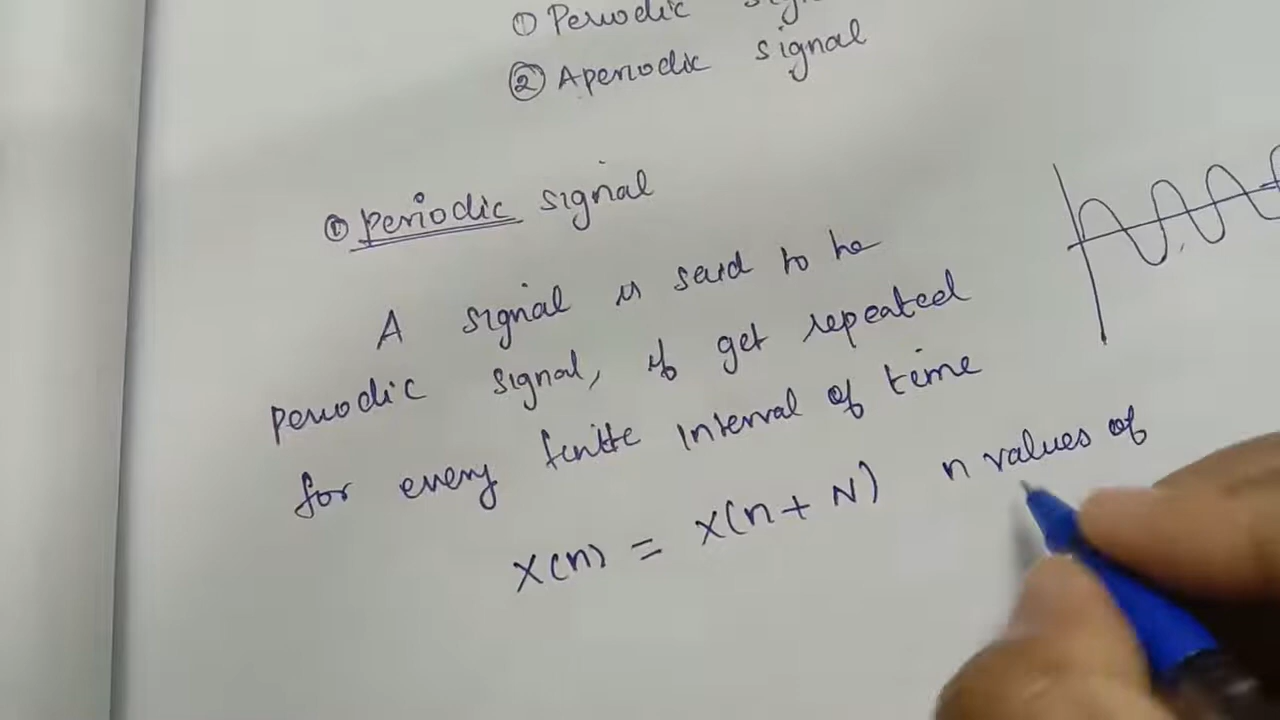 ① Periodic
② Aperiodic signal
① Periodic signal
A signal is said to be
periodic signal, if get repeated
for every finite interval of time
x(n) = x(n + N) n values of